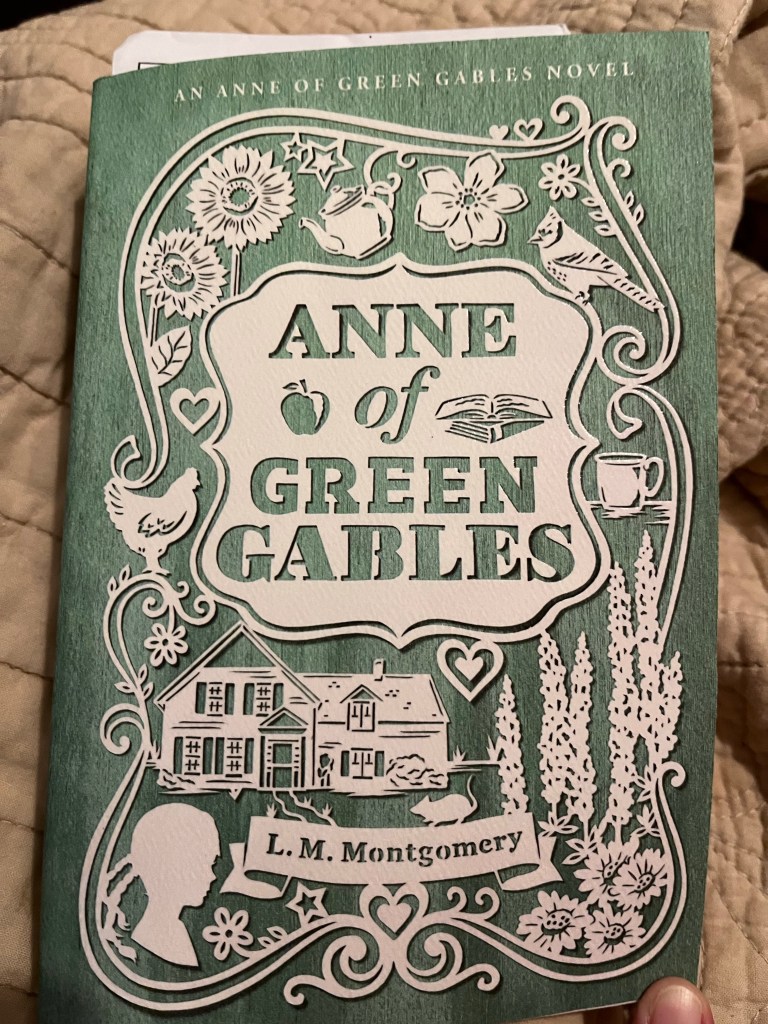 AN ANNE OF GREEN GABLES NOVEL
ANNE
of
GREEN
GABLES
L. M. Montgomery